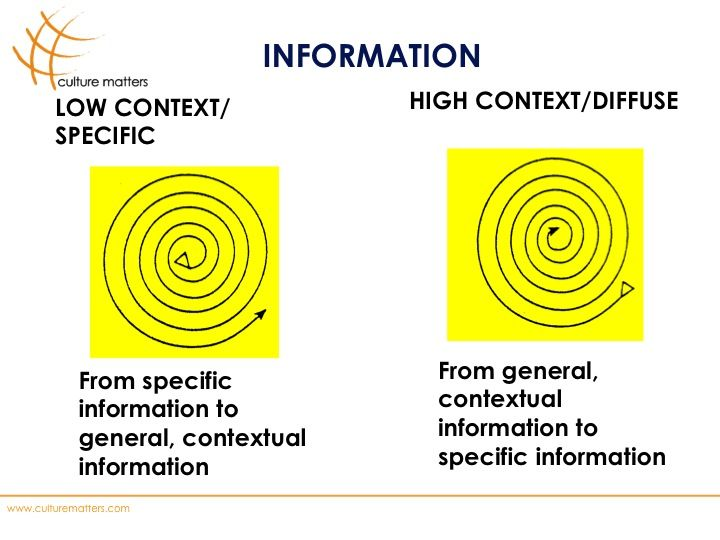 INFORMATION
culture matters
LOW CONTEXT/
SPECIFIC
HIGH CONTEXT/DIFFUSE
From specific
information to
general, contextual
information
From general,
contextual
information to
specific information
www.culturematters.com